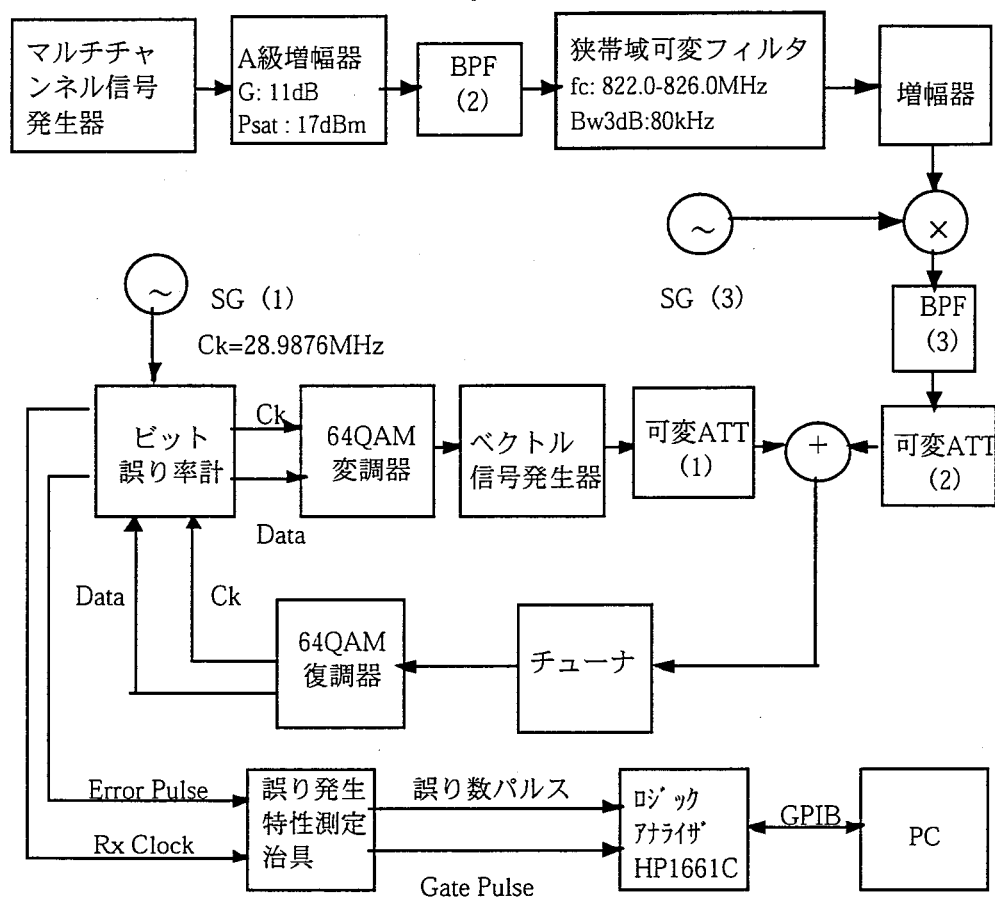 マルチチャ
ンネル信号
発生器
A級増幅器
G: 11dB
Psat : 17dBm
BPF
(2)
狭帯域可変フィルタ
fc: 822.0-826.0MHz
Bw3dB:80kHz
増幅器
~
×
SG (3)
BPF
(3)
~
SG (1)
Ck=28.9876MHz
ビット
誤り率計
Ck
Data
64QAM
変調器
ベクトル
信号発生器
可変ATT
(1)
+
可変ATT
(2)
Data
Ck
64QAM
復調器
チューナ
Error Pulse
Rx Clock
誤り発生
特性測定
治具
誤り数パルス
Gate Pulse
ﾛｼﾞｯｸ
ｱﾅﾗｲｻﾞ
HP1661C
GPIB
PC